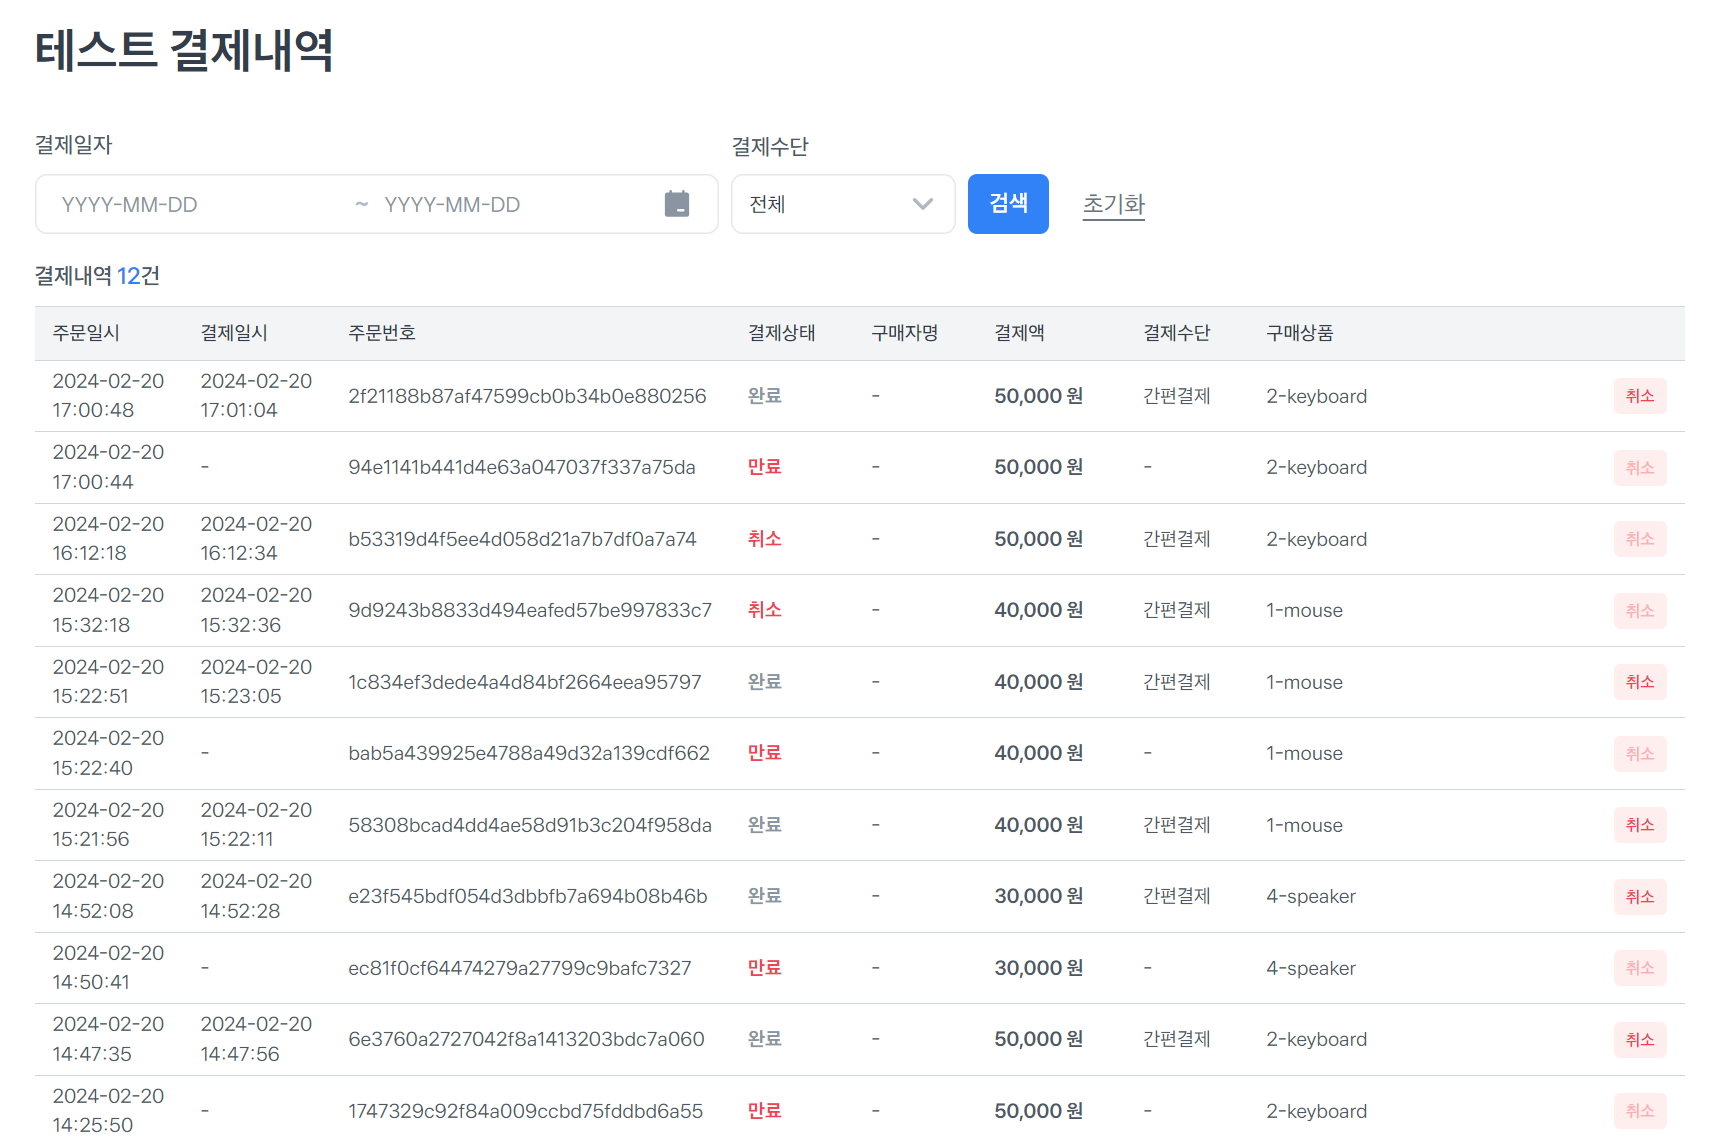 테스트 결제내역
결제일자
결제수단
YYYY-MM-DD ~ YYYY-MM-DD 전체 검색 초기화
결제내역 12건
주문일시 결제일시 주문번호 결제상태 구매자명 결제액 결제수단 구매상품
2024-02-20 17:00:48 2024-02-20 17:01:04 2f21188b87af47599cb0b34b0e880256 완료 - 50,000 원 간편결제 2-keyboard 취소
2024-02-20 17:00:44 - 94e1141b441d4e63a047037f337a75da 만료 - 50,000 원 - 2-keyboard 취소
2024-02-20 16:12:18 2024-02-20 16:12:34 b53319d4f5ee4d058d21a7b7df0a7a74 취소 - 50,000 원 간편결제 2-keyboard 취소
2024-02-20 15:32:18 2024-02-20 15:32:36 9d9243b8833d494eafed57be997833c7 취소 - 40,000 원 간편결제 1-mouse 취소
2024-02-20 15:22:51 2024-02-20 15:23:05 1c834ef3dede4a4d84bf2664eea95797 완료 - 40,000 원 간편결제 1-mouse 취소
2024-02-20 15:22:40 - bab5a439925e4788a49d32a139cdf662 만료 - 40,000 원 - 1-mouse 취소
2024-02-20 15:21:56 2024-02-20 15:22:11 58308bcad4dd4ae58d91b3c204f958da 완료 - 40,000 원 간편결제 1-mouse 취소
2024-02-20 14:52:08 2024-02-20 14:52:28 e23f545bdf054d3dbbfb7a694b08b46b 완료 - 30,000 원 간편결제 4-speaker 취소
2024-02-20 14:50:41 - ec81f0cf64474279a27799c9bafc7327 만료 - 30,000 원 - 4-speaker 취소
2024-02-20 14:47:35 2024-02-20 14:47:56 6e3760a2727042f8a1413203bdc7a060 완료 - 50,000 원 간편결제 2-keyboard 취소
2024-02-20 14:25:50 - 1747329c92f84a009ccbd75fddbd6a55 만료 - 50,000 원 - 2-keyboard 취소